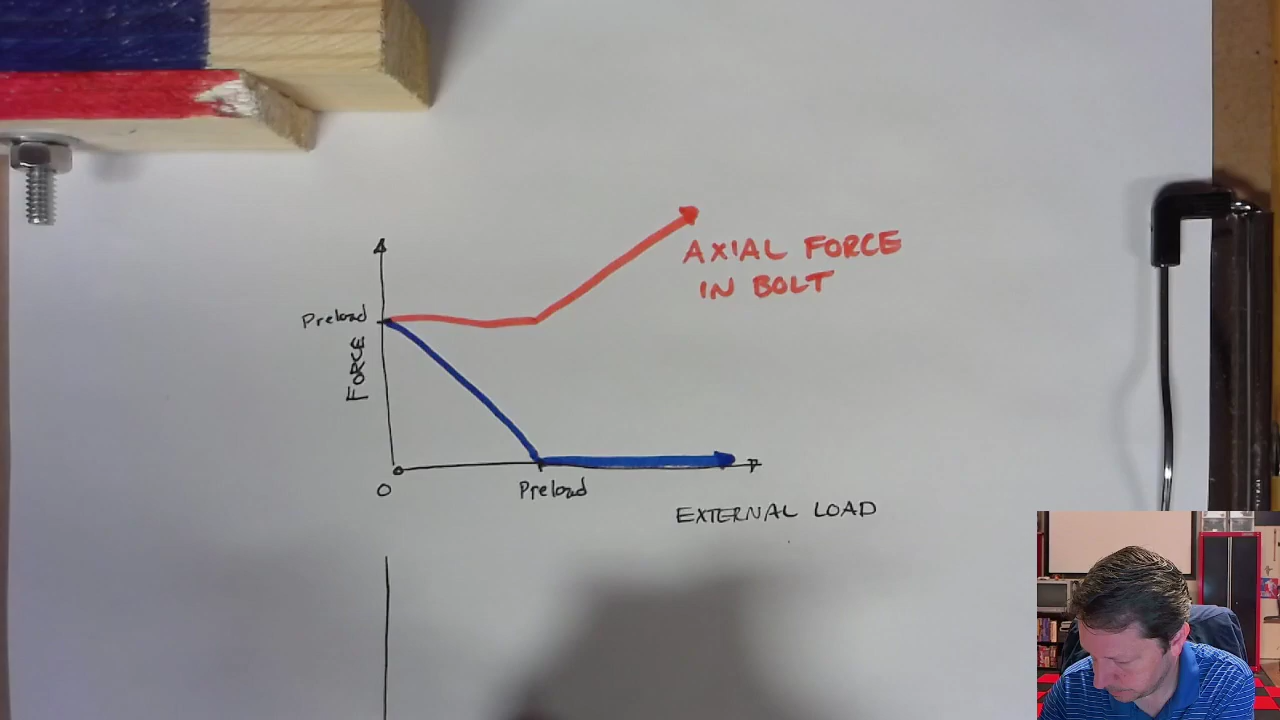 AXIAL FORCE
IN BOLT
Preload
FORCE
0
Preload
EXTERNAL LOAD